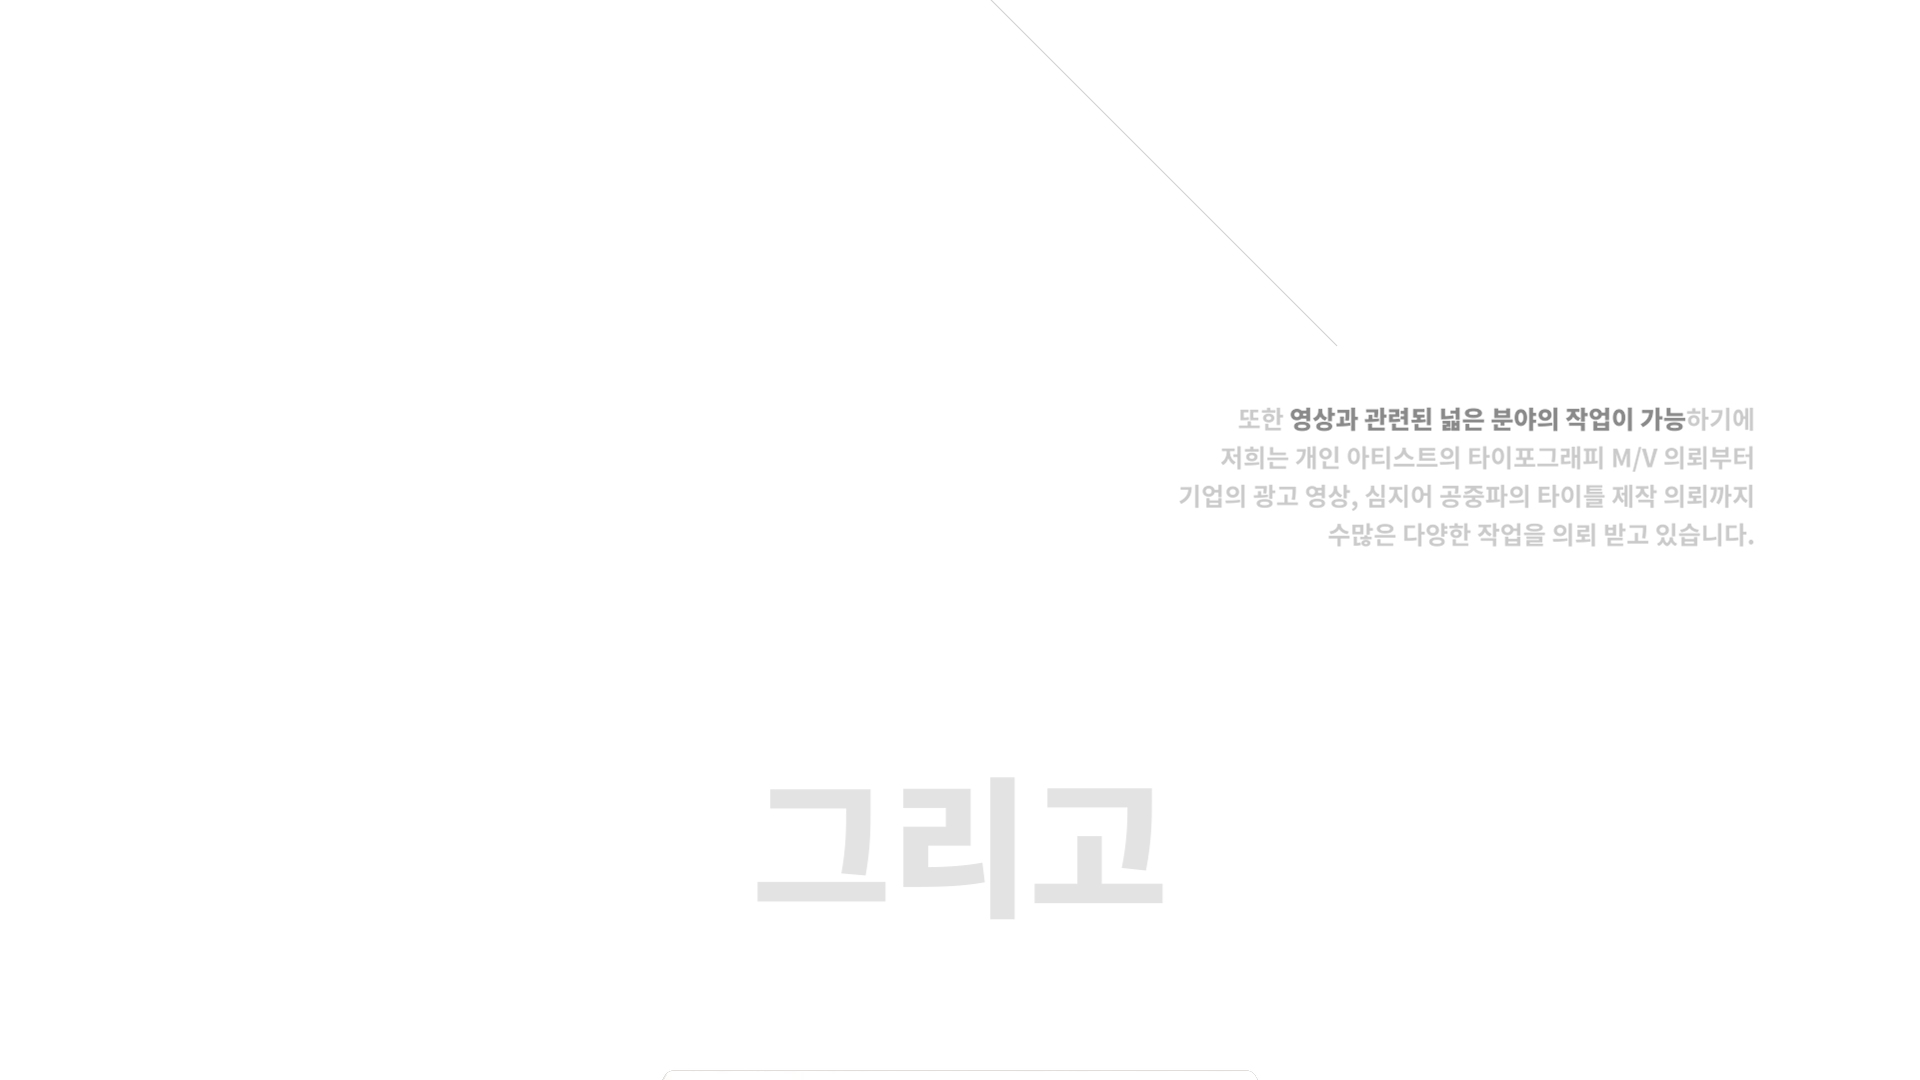 또한 영상과 관련된 넓은 분야의 작업이 가능하기에
저희는 개인 아티스트의 타이포그래피 M/V 의뢰부터
기업의 광고 영상, 심지어 공중파의 타이틀 제작 의뢰까지
수많은 다양한 작업을 의뢰 받고 있습니다.
그리고